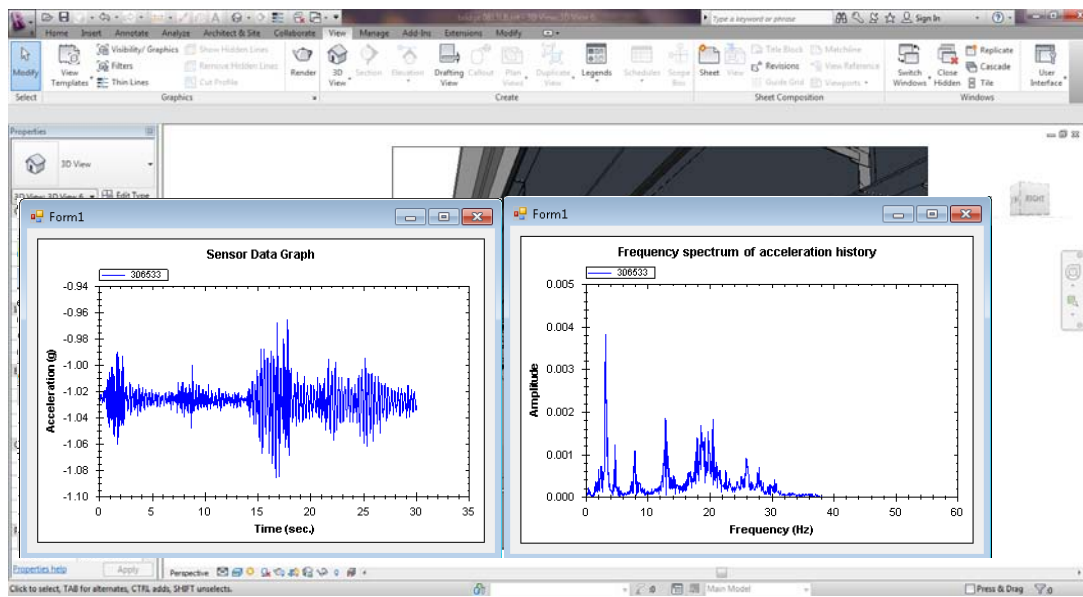 Type a keyword or phrase
Sign In
Home Insert Annotate Analyze Architect & Site Collaborate View Manage Add-Ins Extensions Modify
Modify
View Templates
Visibility/ Graphics
Filters
Thin Lines
Show Hidden Lines
Remove Hidden Lines
Cut Profile
Render
3D View
Section
Elevation
Drafting View
Callout
Plan Views
Duplicate View
Legends
Schedules
Scope Box
Sheet
View
Title Block
Revisions
Guide Grid
Matchline
View Reference
Viewports
Switch Windows
Close Hidden
Replicate
Cascade
Tile
User Interface
Select Graphics Create Sheet Composition Windows
Properties
3D View
3D View: 3D View 6 Edit Type
RIGHT
Form1
Sensor Data Graph
306533
-0.94
-0.96
-0.98
-1.00
-1.02
-1.04
-1.06
-1.08
-1.10
Acceleration (g)
0 5 10 15 20 25 30 35
Time (sec.)
Form1
Frequency spectrum of acceleration history
306533
0.005
0.004
0.003
0.002
0.001
0.000
Amplitude
0 10 20 30 40 50 60
Frequency (Hz)
Properties help Apply
Perspective
Click to select, TAB for alternates, CTRL adds, SHIFT unselects.
:0
Main Model
Press & Drag
:0